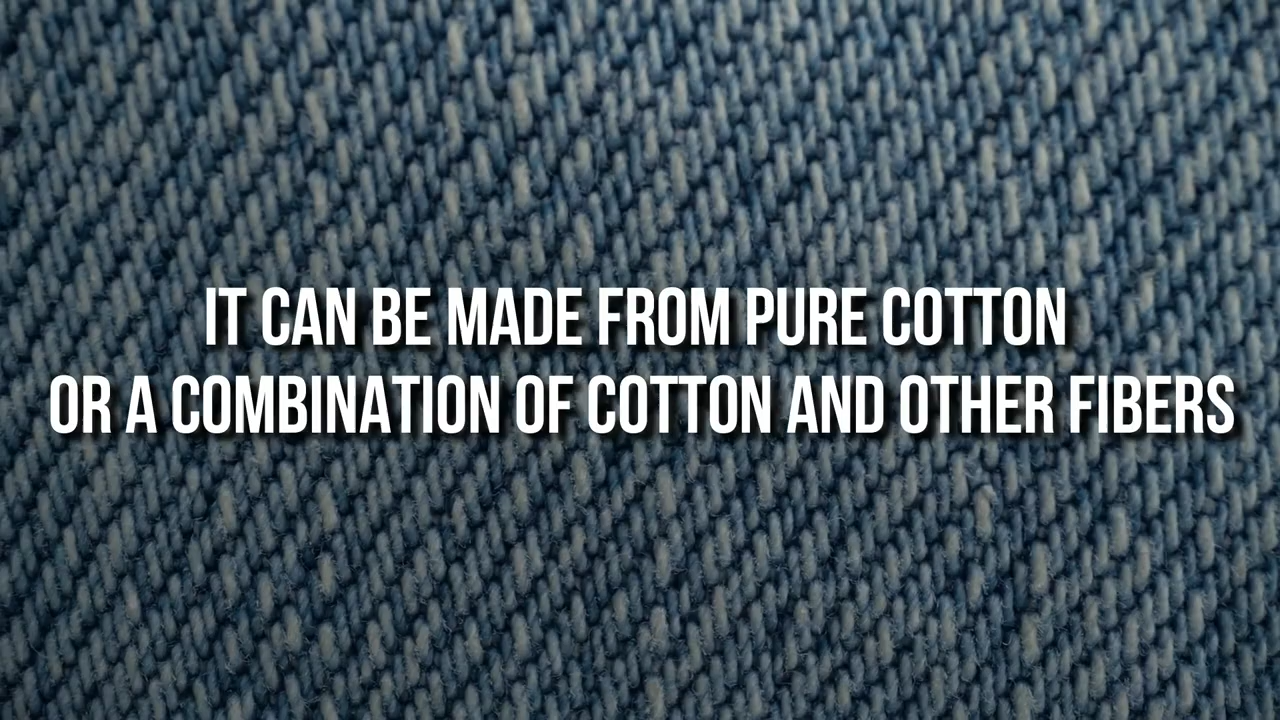 IT CAN BE MADE FROM PURE COTTON
OR A COMBINATION OF COTTON AND OTHER FIBERS